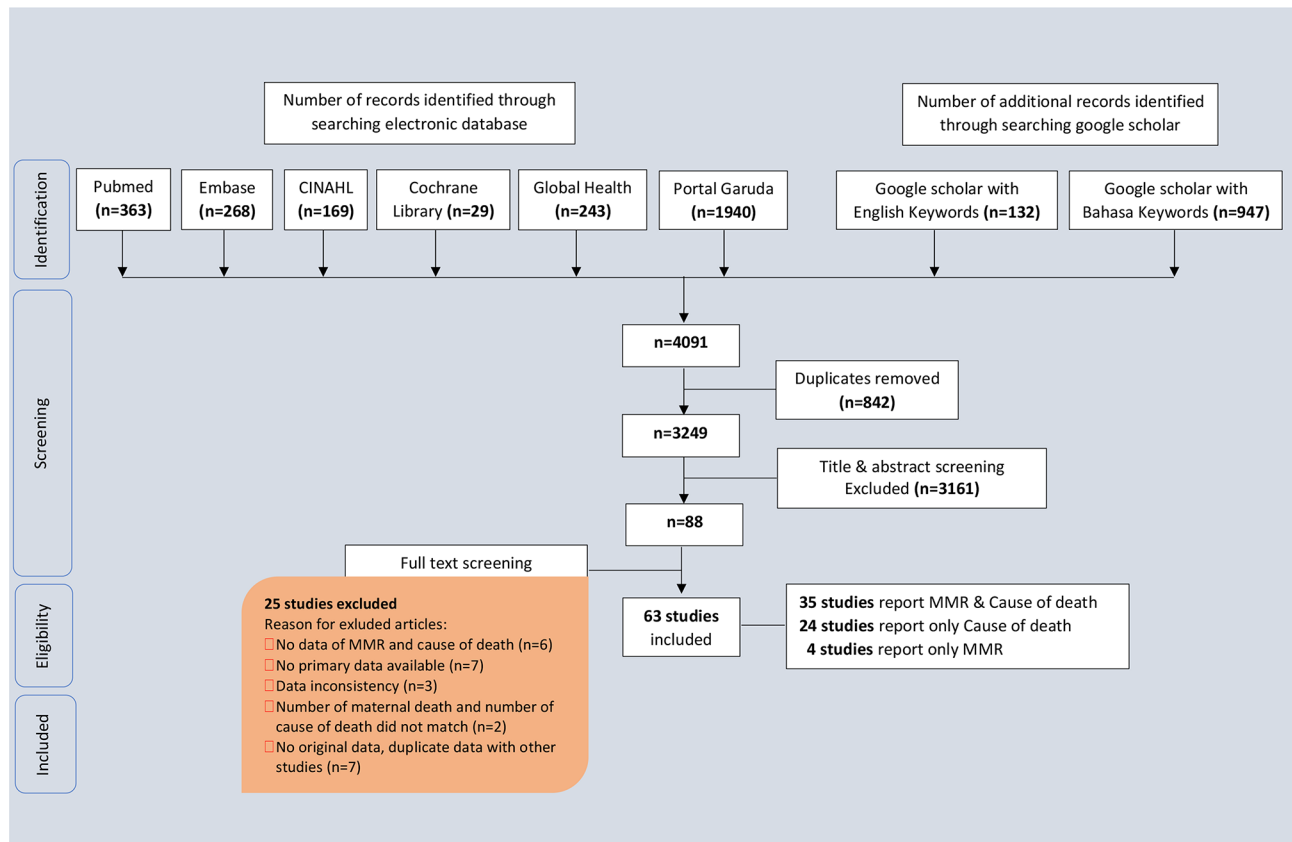 Number of records identified through
searching electronic database
Number of additional records identified
through searching google scholar
Identification
Pubmed
(n=363)
Embase
(n=268)
CINAHL
(n=169)
Cochrane
Library (n=29)
Global Health
(n=243)
Portal Garuda
(n=1940)
Google scholar with
English Keywords (n=132)
Google scholar with
Bahasa Keywords (n=947)
Screening
n=4091
Duplicates removed
(n=842)
n=3249
Title & abstract screening
Excluded (n=3161)
n=88
Full text screening
Eligibility
25 studies excluded
Reason for exluded articles:
No data of MMR and cause of death (n=6)
No primary data available (n=7)
Data inconsistency (n=3)
Number of maternal death and number of
cause of death did not match (n=2)
No original data, duplicate data with other
studies (n=7)
63 studies
included
35 studies report MMR & Cause of death
24 studies report only Cause of death
4 studies report only MMR
Included